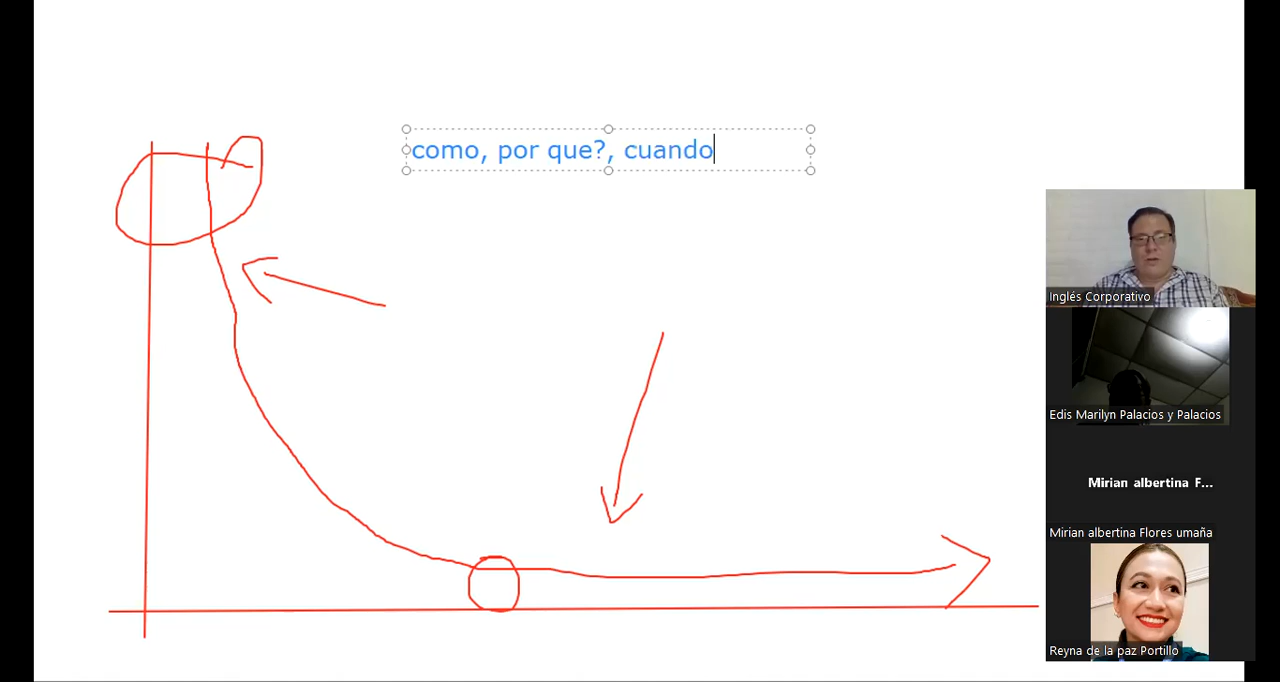 como, por que?, cuando
Inglés Corporativo
Edis Marilyn Palacios y Palacios
Mirian albertina F...
Mirian albertina Flores umaña
Reyna de la paz Portillo